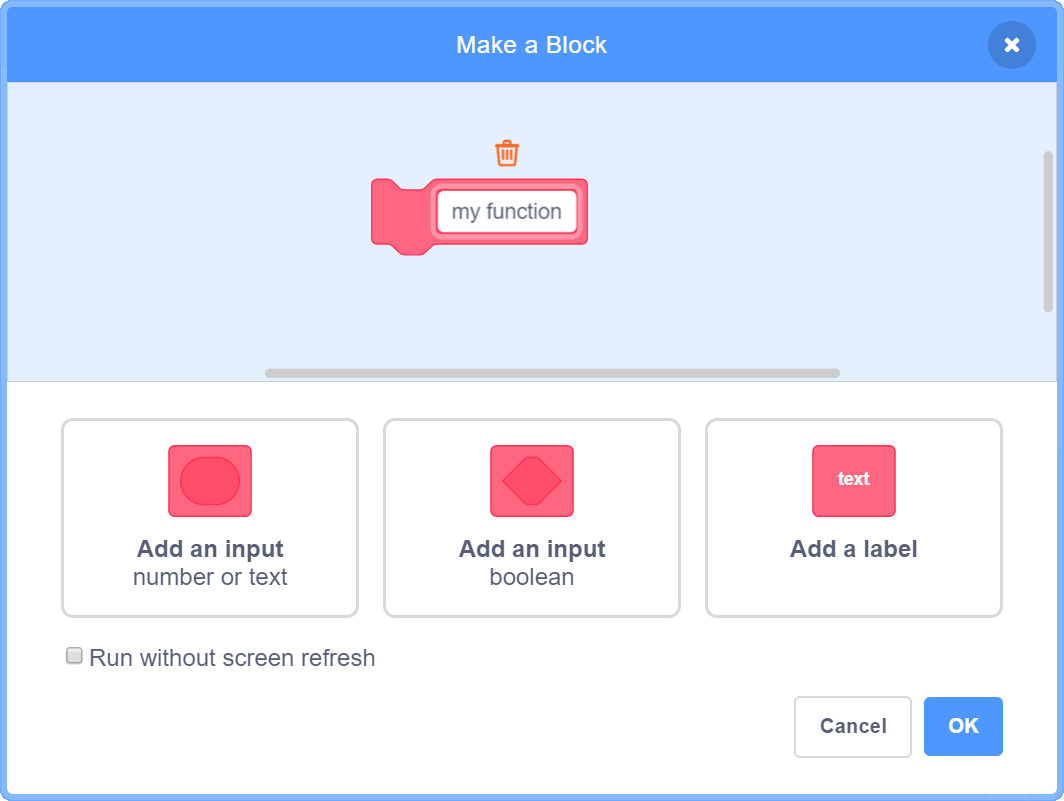 Make a Block
my function
text
Add an input
number or text
Add an input
boolean
Add a label
Run without screen refresh
Cancel
OK